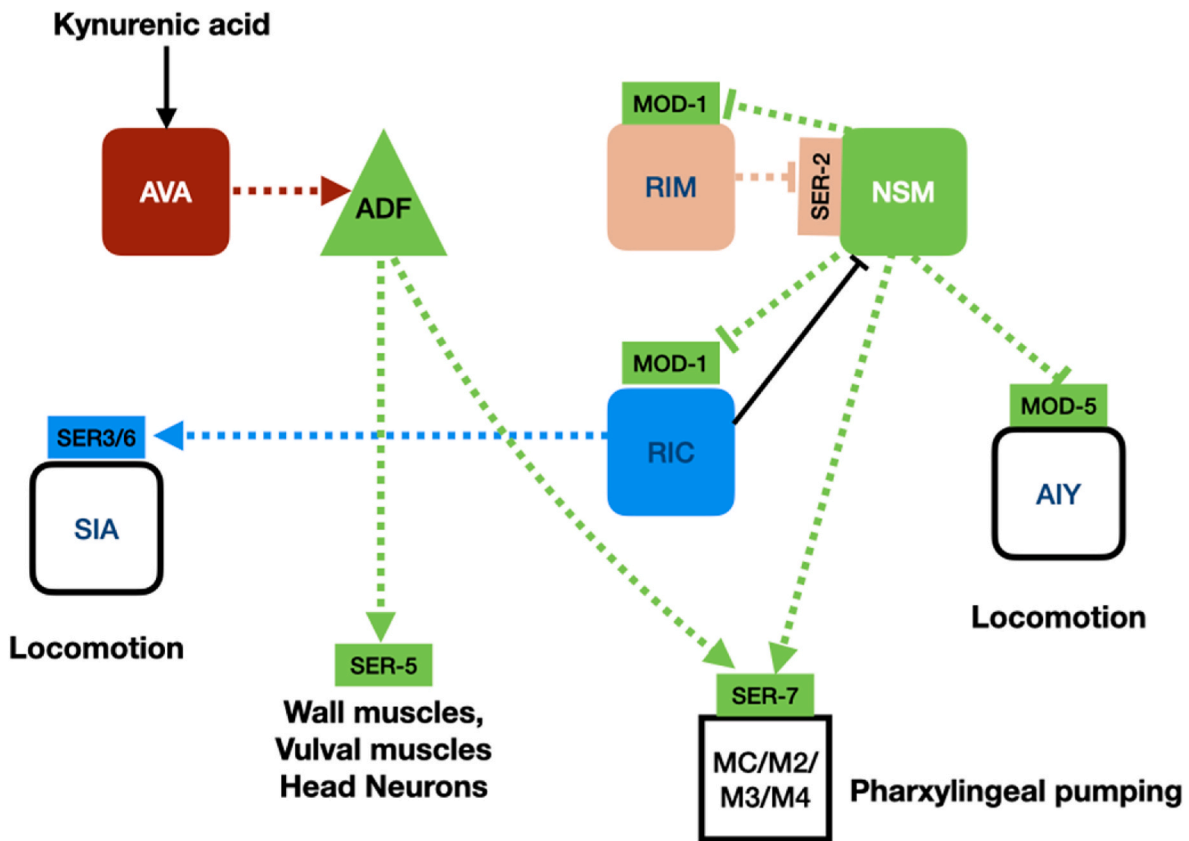 Kynurenic acid
MOD-1
AVA
ADF
RIM
SER-2
NSM
MOD-1
SER3/6
RIC
MOD-5
SIA
AIY
Locomotion
Locomotion
SER-5
SER-7
Wall muscles,
Vulval muscles
Head Neurons
MC/M2/
M3/M4
Pharxylingeal pumping